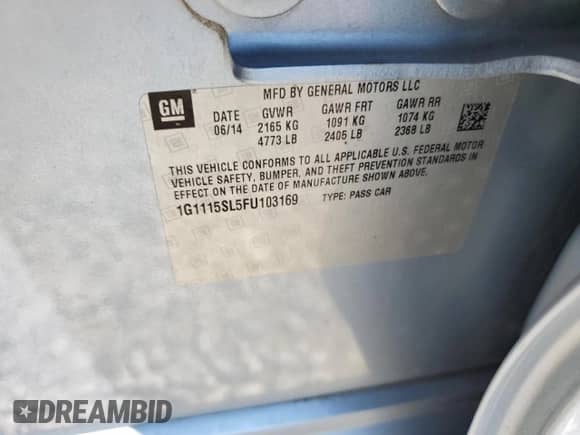 GM
MFD BY GENERAL MOTORS LLC
DATE GVWR GAWR FRT GAWR RR
06/14 2165 KG 1091 KG 1074 KG
4773 LB 2405 LB 2368 LB
THIS VEHICLE CONFORMS TO ALL APPLICABLE U.S. FEDERAL MOTOR
VEHICLE SAFETY, BUMPER, AND THEFT PREVENTION STANDARDS IN
EFFECT ON THE DATE OF MANUFACTURE SHOWN ABOVE.
1G1115SL5FU103169 TYPE: PASS CAR
DREAMBID